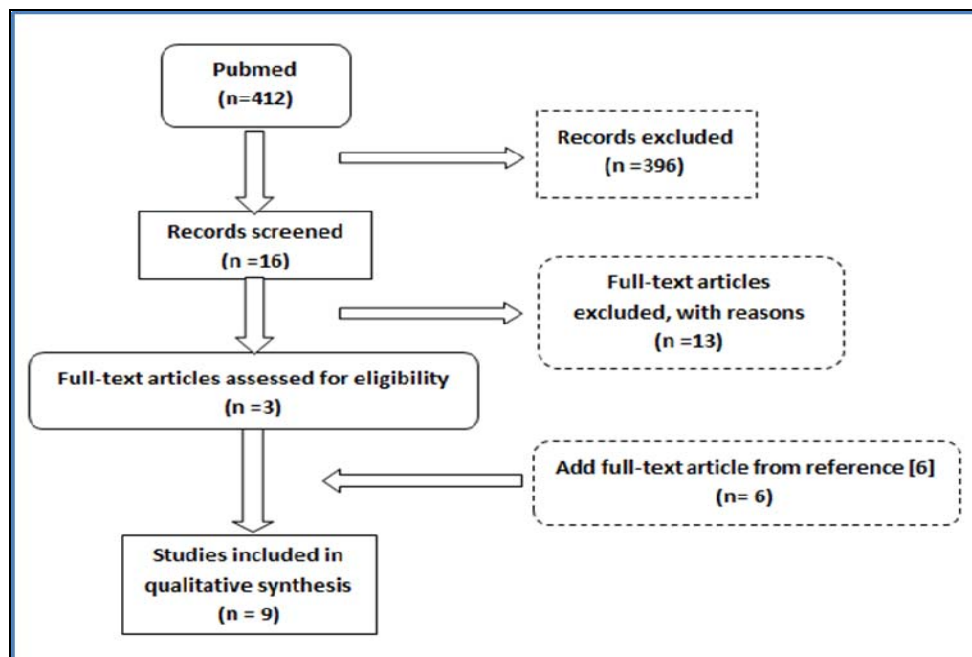 Pubmed
(n=412)
Records excluded
(n =396)
Records screened
(n =16)
Full-text articles
excluded, with reasons
(n =13)
Full-text articles assessed for eligibility
(n =3)
Add full-text article from reference [6]
(n= 6)
Studies included in
qualitative synthesis
(n = 9)